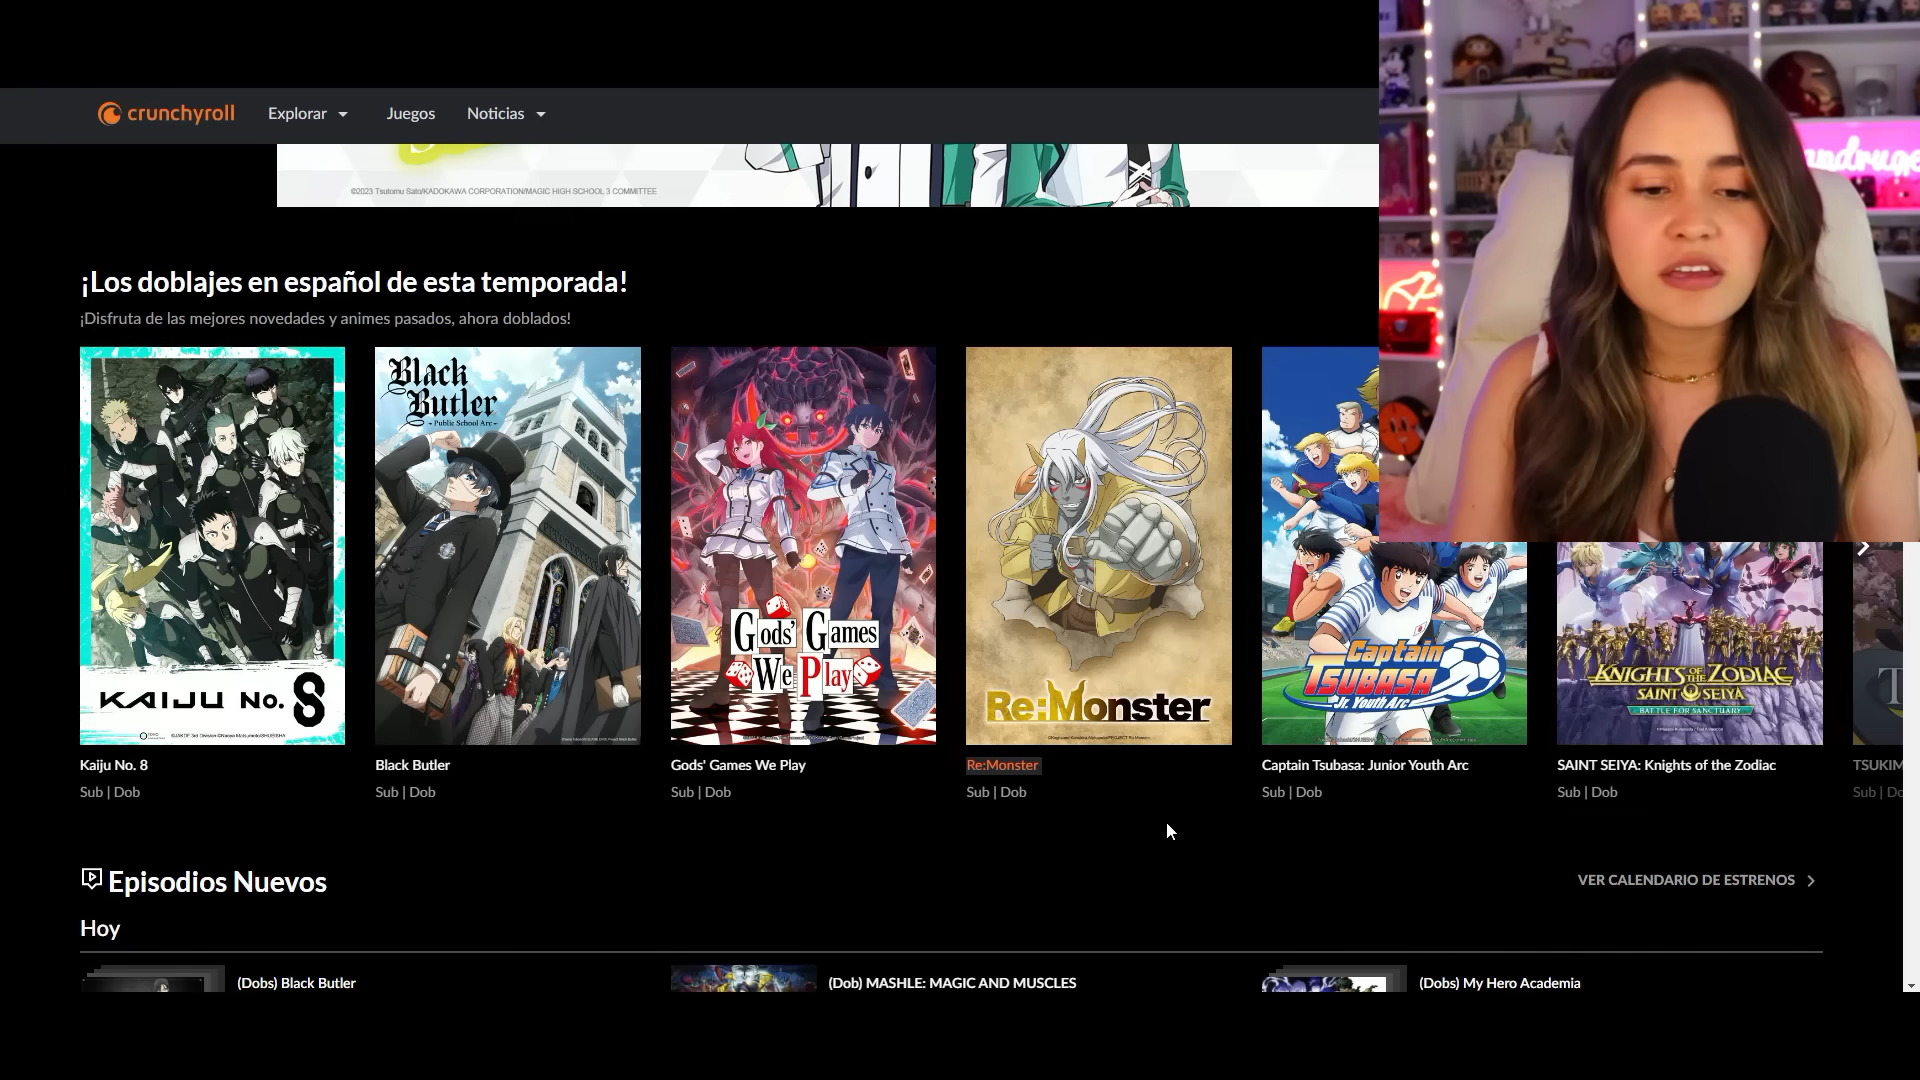 crunchyroll
Explorar
Juegos
Noticias
©2023 Tsutomu Sato/KADOKAWA CORPORATION/MAGIC HIGH SCHOOL 3 COMMITTEE
andruge
¡Los doblajes en español de esta temporada!
¡Disfruta de las mejores novedades y animes pasados, ahora doblados!
KAIJU No. 8
Black
Butler
- Public School Arc -
Gods' Games
We Play
Re:Monster
Captain
TSUBASA
Jr. Youth Arc
KNIGHTS OF THE ZODIAC
SAINT SEIYA
BATTLE FOR SANCTUARY
T
Kaiju No. 8
Sub | Dob
Black Butler
Sub | Dob
Gods' Games We Play
Sub | Dob
Re:Monster
Sub | Dob
Captain Tsubasa: Junior Youth Arc
Sub | Dob
SAINT SEIYA: Knights of the Zodiac
Sub | Dob
TSUKIM
Sub | Do
Episodios Nuevos
VER CALENDARIO DE ESTRENOS
Hoy
(Dobs) Black Butler
(Dob) MASHLE: MAGIC AND MUSCLES
(Dobs) My Hero Academia